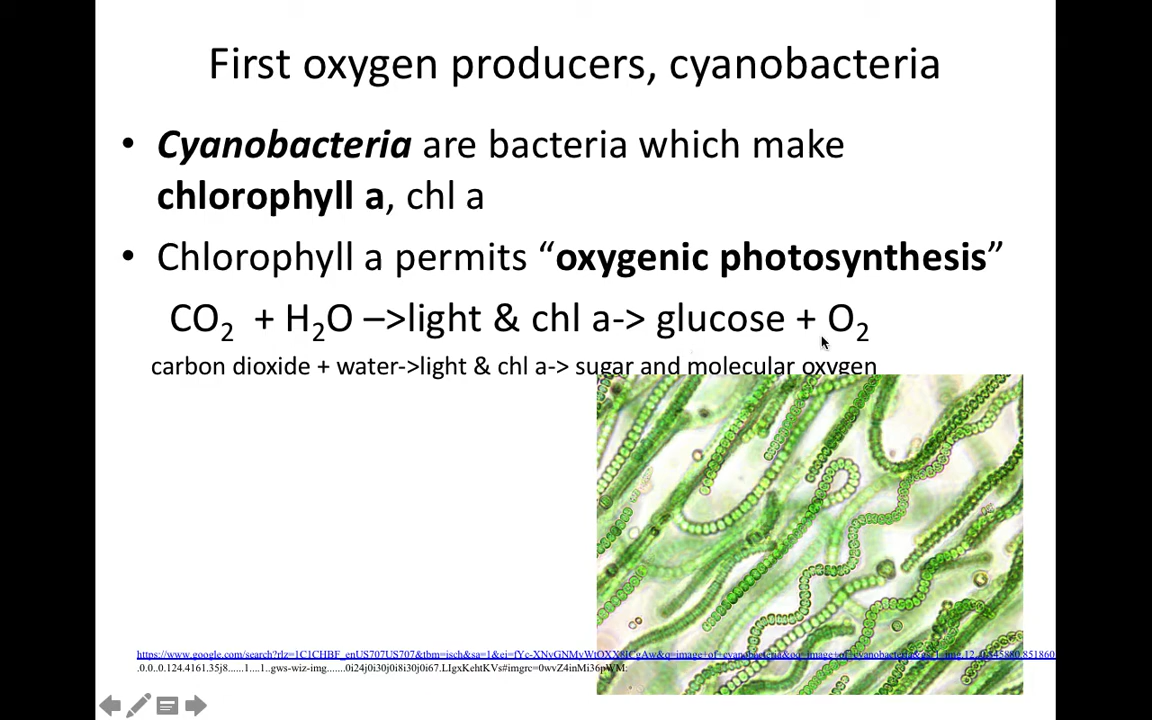 First oxygen producers, cyanobacteria
• Cyanobacteria are bacteria which make
chlorophyll a, chl a
• Chlorophyll a permits “oxygenic photosynthesis”
CO₂ + H₂O –>light & chl a-> glucose + O₂
carbon dioxide + water->light & chl a-> sugar and molecular oxygen